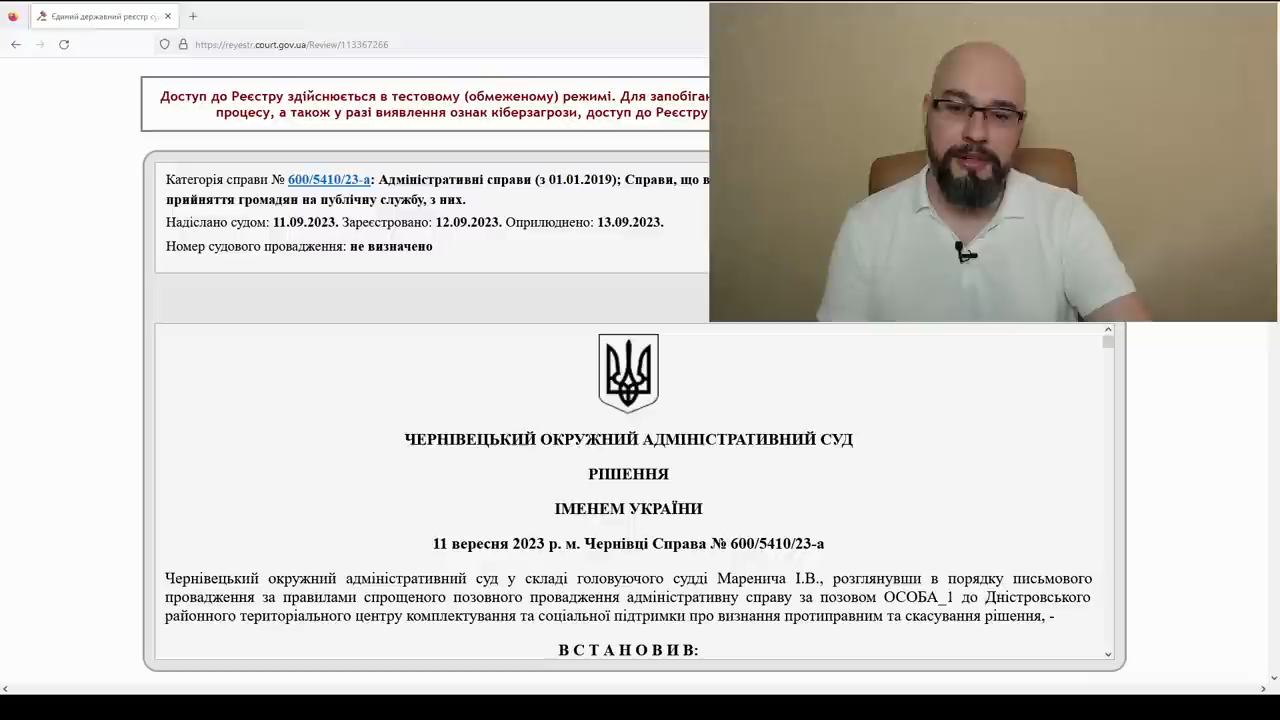 Єдиний державний реєстр су
https://reyestr.court.gov.ua/Review/113367266
Доступ до Реєстру здійснюється в тестовому (обмеженому) режимі. Для запобіган
процесу, а також у разі виявлення ознак кіберзагрози, доступ до Реєстру
Категорія справи № 600/5410/23-а: Адміністративні справи (з 01.01.2019); Справи, що в
прийняття громадян на публічну службу, з них.
Надіслано судом: 11.09.2023. Зареєстровано: 12.09.2023. Оприлюднено: 13.09.2023.
Номер судового провадження: не визначено
ЧЕРНІВЕЦЬКИЙ ОКРУЖНИЙ АДМІНІСТРАТИВНИЙ СУД
РІШЕННЯ
ІМЕНЕМ УКРАЇНИ
11 вересня 2023 р. м. Чернівці Справа № 600/5410/23-а
Чернівецький окружний адміністративний суд у складі головуючого судді Маренича І.В., розглянувши в порядку письмового
провадження за правилами спрощеного позовного провадження адміністративну справу за позовом ОСОБА_1 до Дністровського
районного територіального центру комплектування та соціальної підтримки про визнання протиправним та скасування рішення, -
В С Т А Н О В И В: